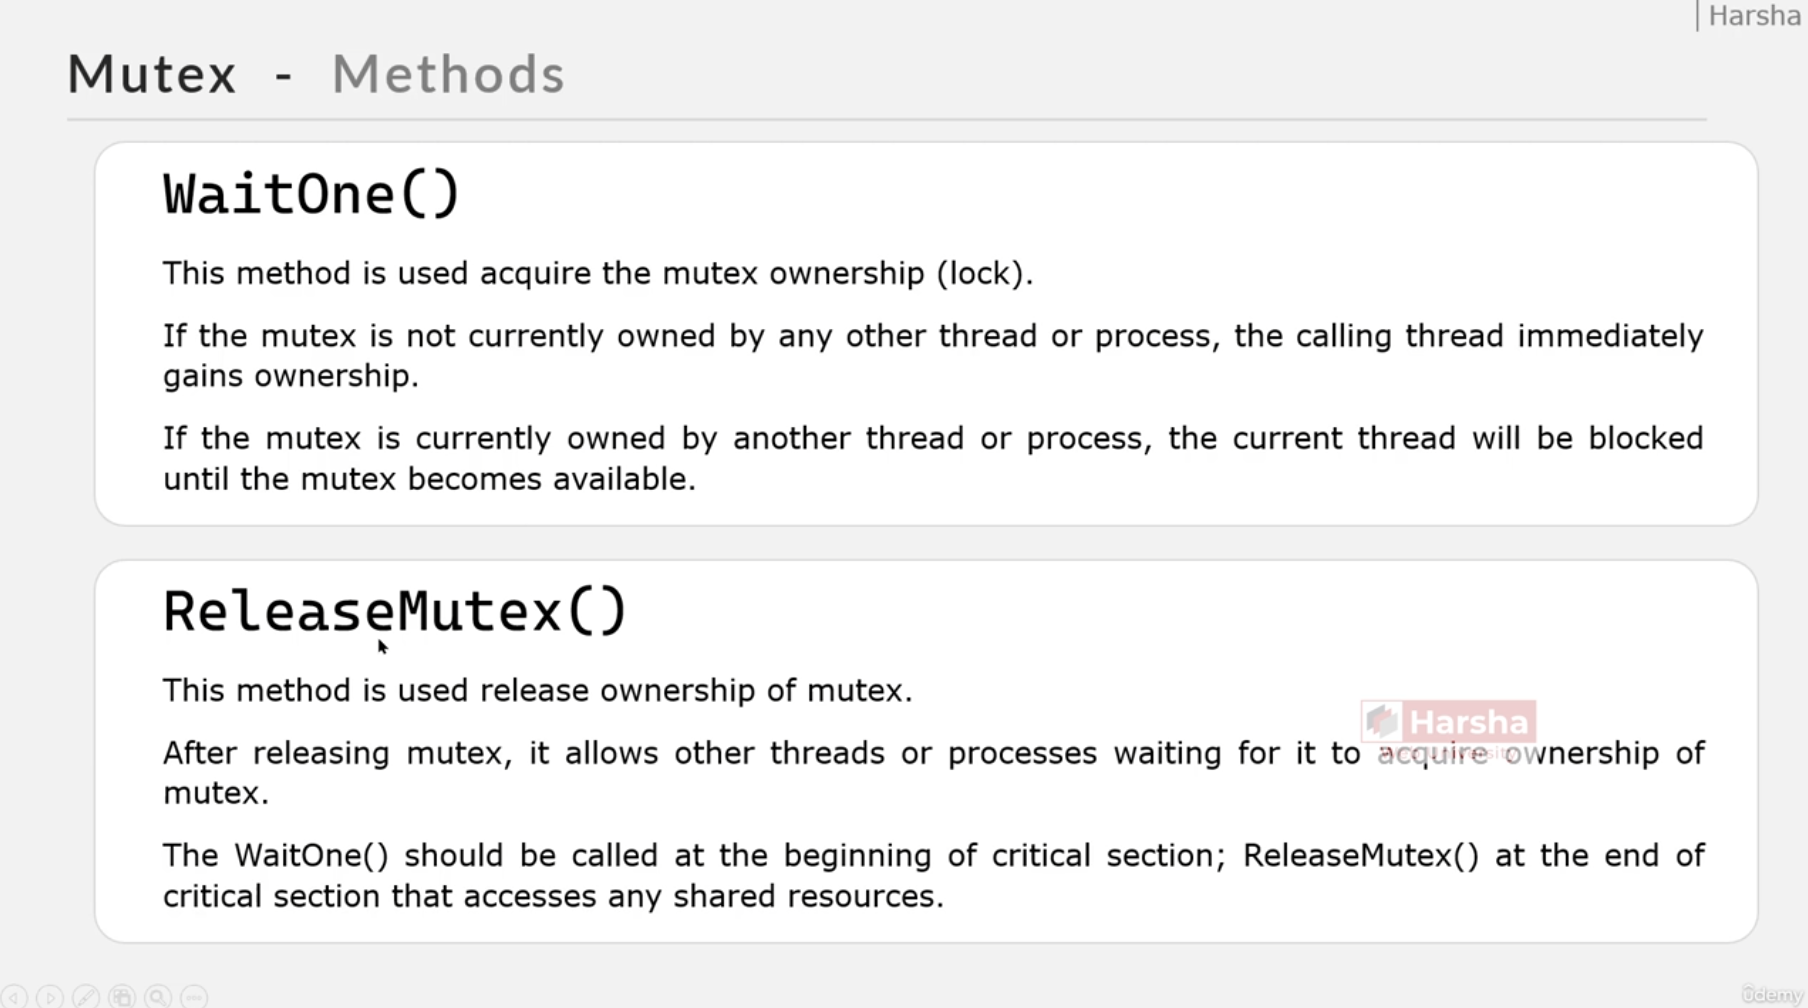 | Harsha
Mutex - Methods
WaitOne()
This method is used acquire the mutex ownership (lock).
If the mutex is not currently owned by any other thread or process, the calling thread immediately
gains ownership.
If the mutex is currently owned by another thread or process, the current thread will be blocked
until the mutex becomes available.
ReleaseMutex()
This method is used release ownership of mutex.
Harsha
After releasing mutex, it allows other threads or processes waiting for it to acquire ownership of
mutex.
The WaitOne() should be called at the beginning of critical section; ReleaseMutex() at the end of
critical section that accesses any shared resources.
ûdemy